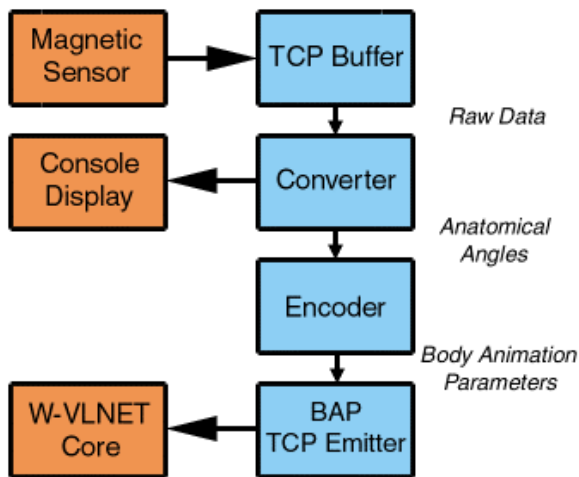 Magnetic
Sensor
TCP Buffer
Raw Data
Console
Display
Converter
Anatomical
Angles
Encoder
Body Animation
Parameters
W-VLNET
Core
BAP
TCP Emitter